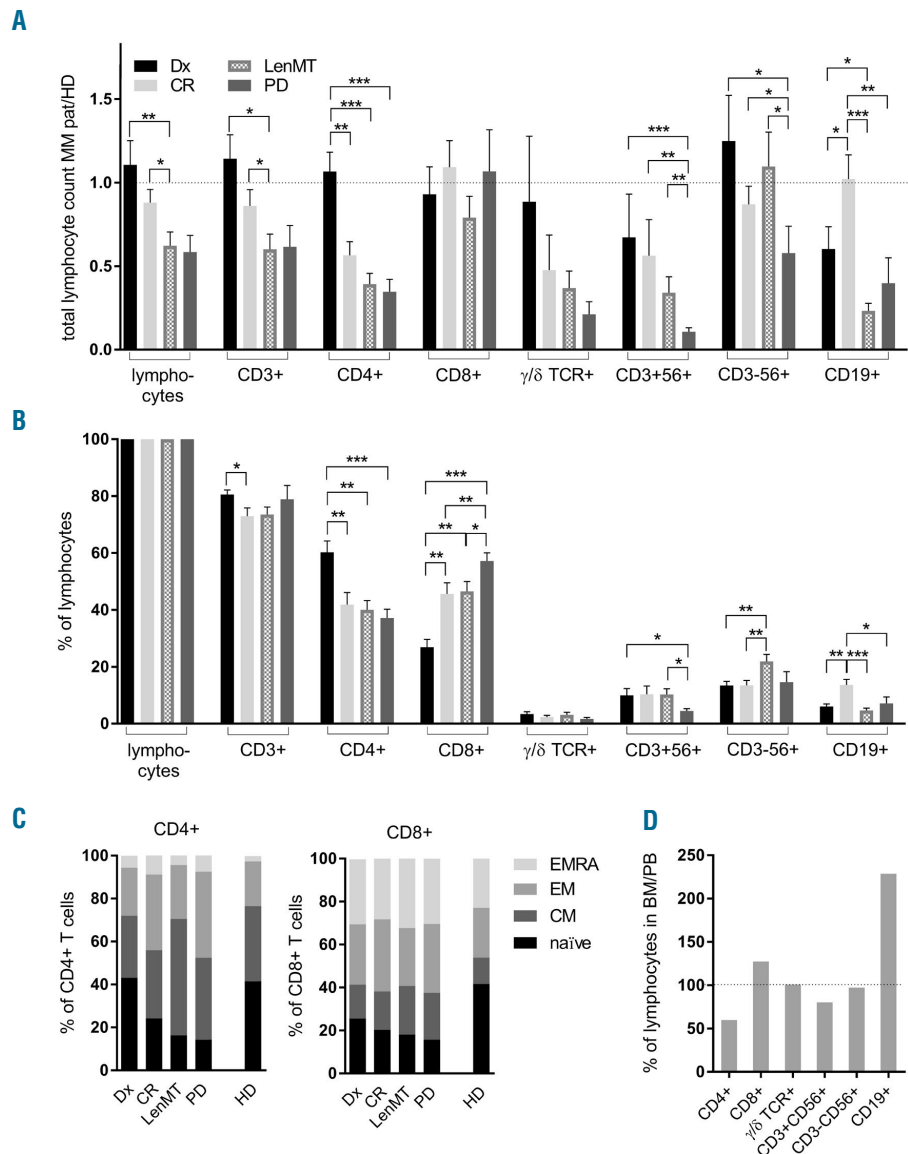 A
total lymphocyte count MM pat/HD
1.5
1.0
0.5
0.0
Dx
CR
LenMT
PD
** * * * *** *** ** *** ** ** * * * * ** *** *
lympho-
cytes
CD3+
CD4+
CD8+
γ/δ TCR+
CD3+56+
CD3-56+
CD19+
B
% of lymphocytes
100
80
60
40
20
0
* *** ** ** *** ** ** * ** * * ** ** * ** ***
lympho-
cytes
CD3+
CD4+
CD8+
γ/δ TCR+
CD3+56+
CD3-56+
CD19+
C
CD4+
% of CD4+ T cells
100
80
60
40
20
0
Dx
CR
LenMT
PD
HD
CD8+
% of CD8+ T cells
100
80
60
40
20
0
Dx
CR
LenMT
PD
HD
EMRA
EM
CM
naïve
D
% of lymphocytes in BM/PB
250
200
150
100
50
0
CD4+
CD8+
γ/δ TCR+
CD3+CD56+
CD3-CD56+
CD19+